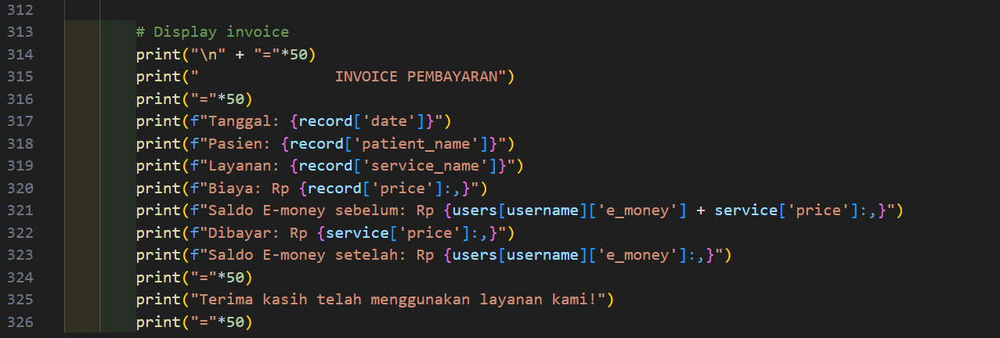 312
313 # Display invoice
314 print("\n" + "="*50)
315 print("               INVOICE PEMBAYARAN")
316 print("="*50)
317 print(f"Tanggal: {record['date']}")
318 print(f"Pasien: {record['patient_name']}")
319 print(f"Layanan: {record['service_name']}")
320 print(f"Biaya: Rp {record['price']:,}")
321 print(f"Saldo E-money sebelum: Rp {users[username]['e_money'] + service['price']:,}")
322 print(f"Dibayar: Rp {service['price']:,}")
323 print(f"Saldo E-money setelah: Rp {users[username]['e_money']:,}")
324 print("="*50)
325 print("Terima kasih telah menggunakan layanan kami!")
326 print("="*50)